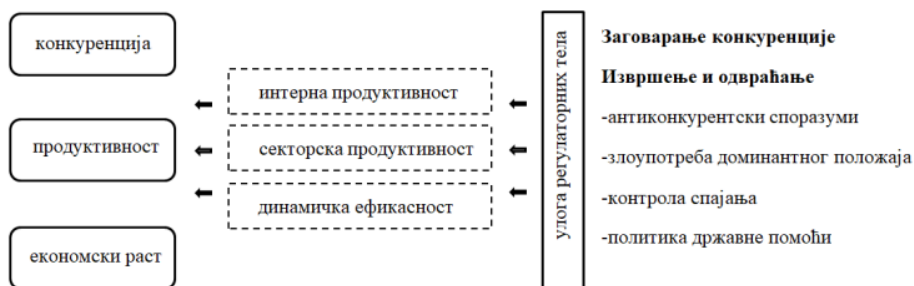 конкуренција
продуктивност
економски раст
интерна продуктивност
секторска продуктивност
динамичка ефикасност
улога регулаторних тела
Заговарање конкуренције
Извршење и одвраћање
-антиконкурентски споразуми
-злоупотреба доминантног положаја
-контрола спајања
-политика државне помоћи